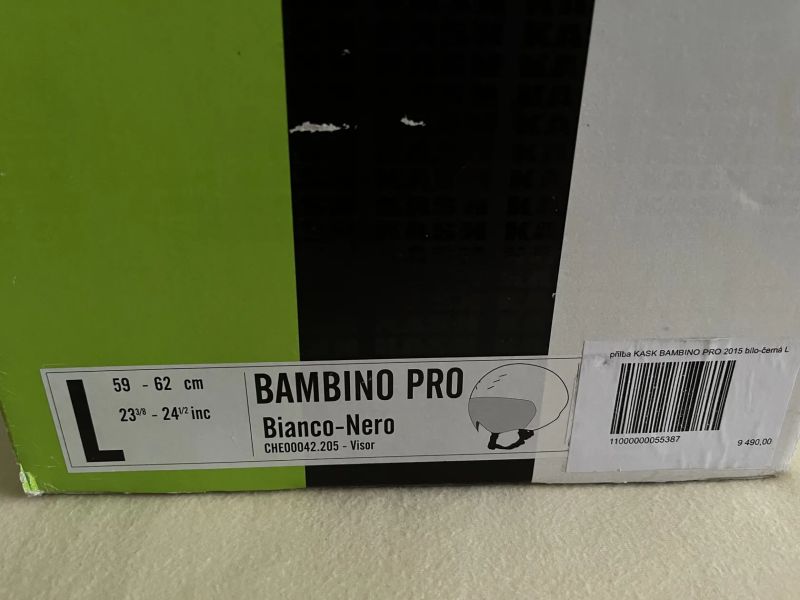 KASK
L
59 - 62 cm
23 3/8 - 24 1/2 inc
BAMBINO PRO
Bianco-Nero
CHE00042.205 - Visor
přilba KASK BAMBINO PRO 2015 bílo-černá L
11000000055387
9 490,00